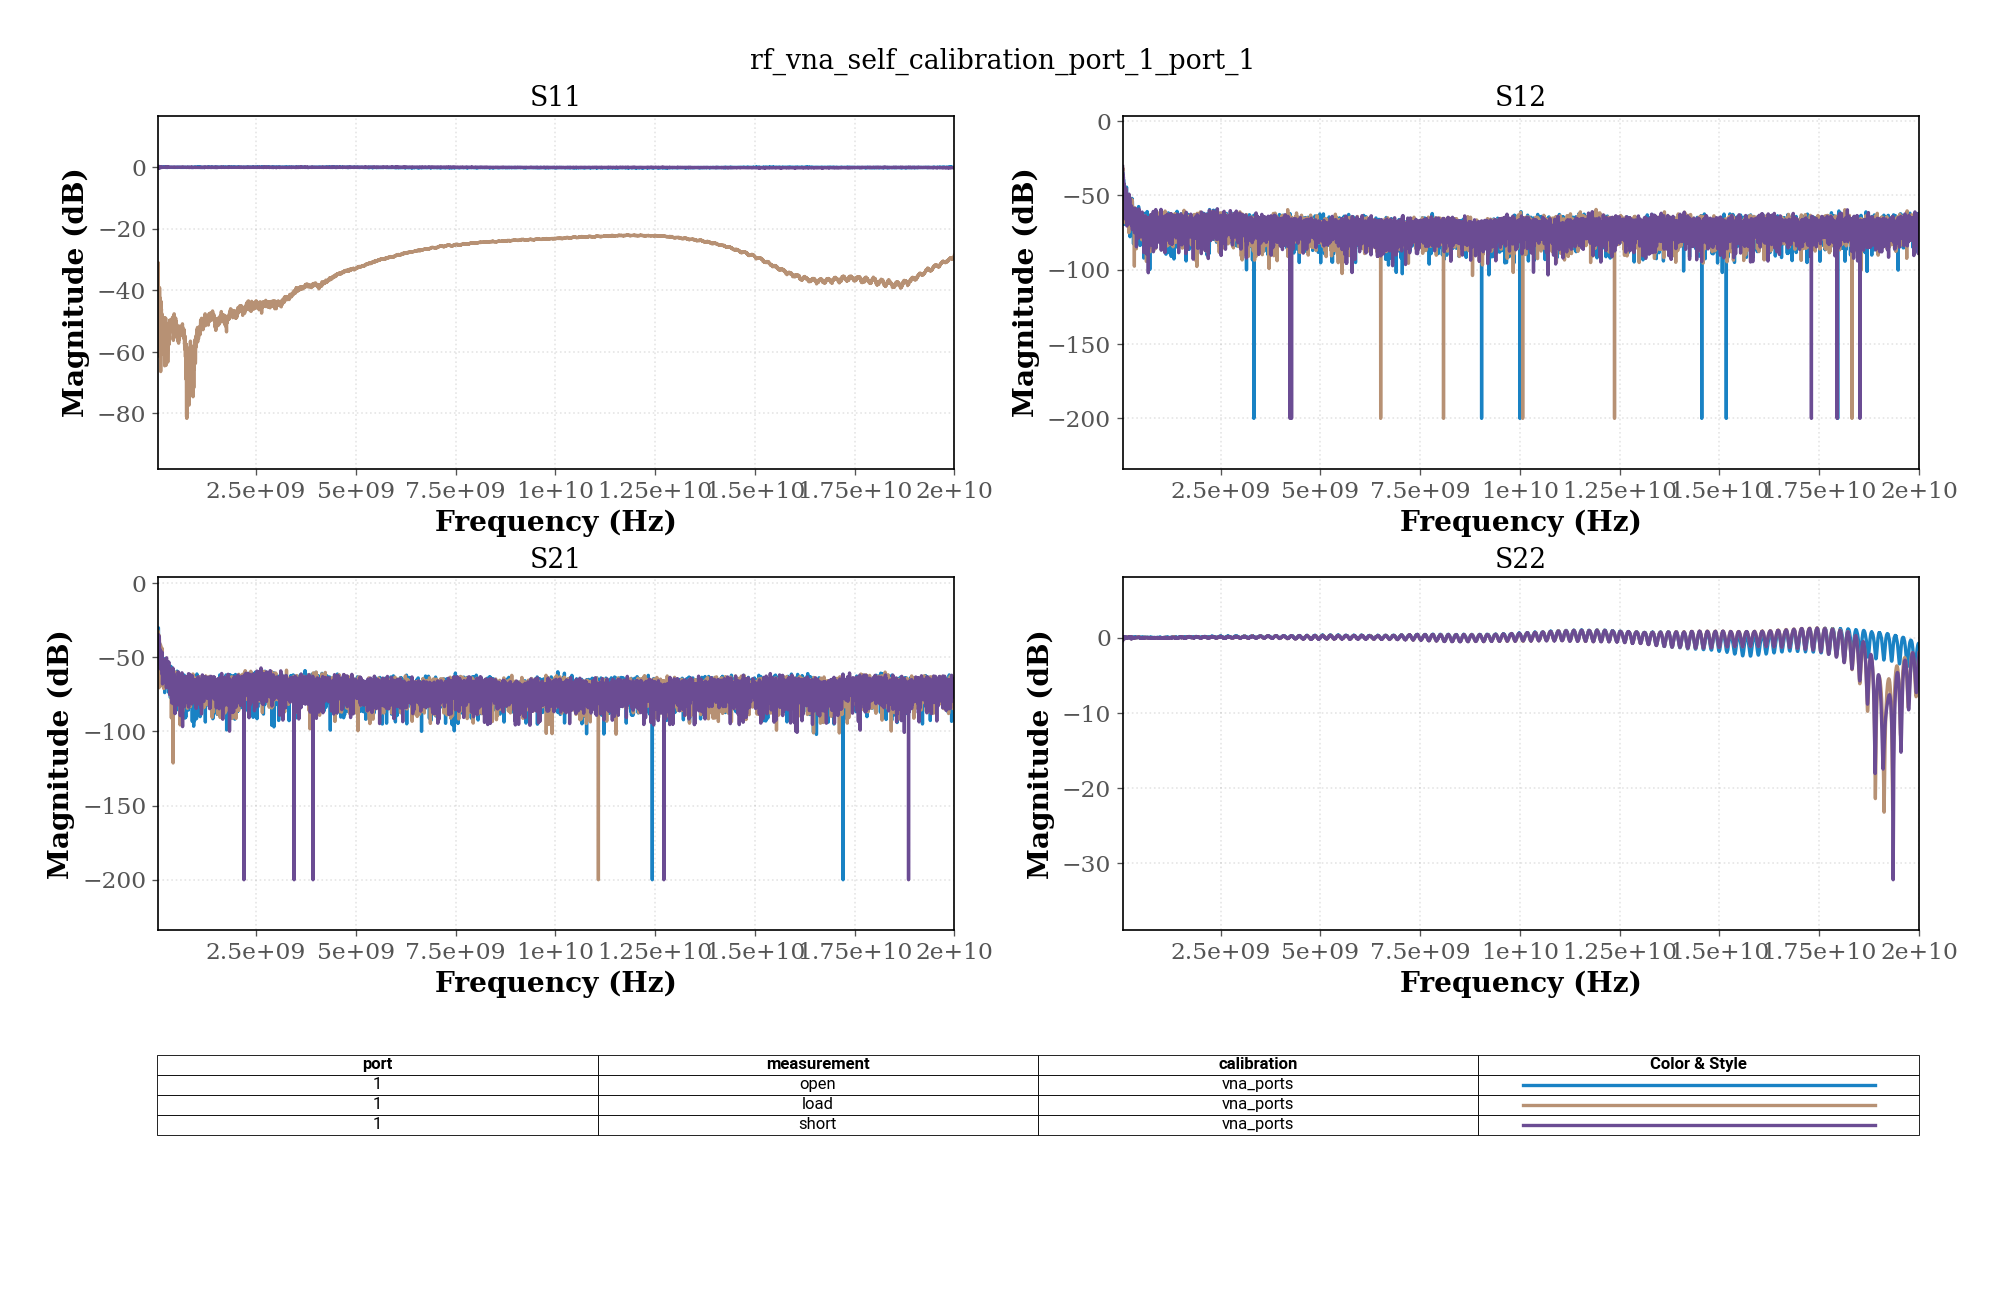 rf_vna_self_calibration_port_1_port_1
S11
S12
Magnitude (dB)
0
−20
−40
−60
−80
2.5e+09 5e+09 7.5e+09 1e+10 1.25e+10 1.5e+10 1.75e+10 2e+10
Frequency (Hz)
Magnitude (dB)
0
−50
−100
−150
−200
2.5e+09 5e+09 7.5e+09 1e+10 1.25e+10 1.5e+10 1.75e+10 2e+10
Frequency (Hz)
S21
S22
Magnitude (dB)
0
−50
−100
−150
−200
2.5e+09 5e+09 7.5e+09 1e+10 1.25e+10 1.5e+10 1.75e+10 2e+10
Frequency (Hz)
Magnitude (dB)
0
−10
−20
−30
2.5e+09 5e+09 7.5e+09 1e+10 1.25e+10 1.5e+10 1.75e+10 2e+10
Frequency (Hz)
port measurement calibration Color & Style
1 open vna_ports
1 load vna_ports
1 short vna_ports